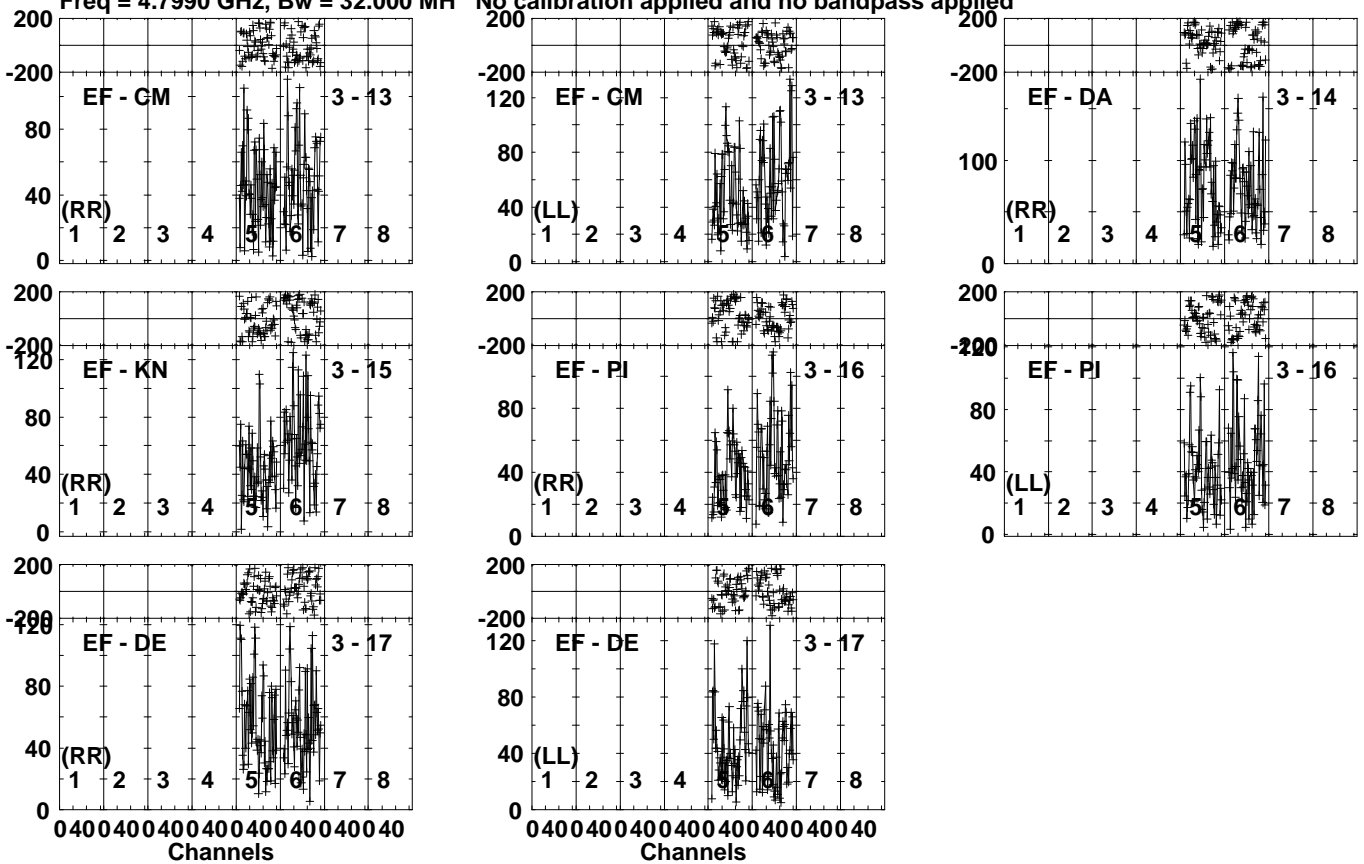 Freq = 4.7990 GHz, Bw = 32.000 MH No calibration applied and no bandpass applied
200 200 200
-200 -200 -200
EF - CM 3 - 13
120 EF - CM 3 - 13
EF - DA 3 - 14
80 80 100
40 40
(RR) (LL) (RR)
1 2 3 4 5 6 7 8
1 2 3 4 5 6 7 8
1 2 3 4 5 6 7 8
0 0 0
200 200 200
-200 -200 -200
120 120
EF - KN 3 - 15
EF - PI 3 - 16
EF - PI 3 - 16
80 80 80
40 40 40
(RR) (RR) (LL)
1 2 3 4 5 6 7 8
1 2 3 4 5 6 7 8
1 2 3 4 5 6 7 8
0 0 0
200 200
-200 -200
120 120
EF - DE 3 - 17
EF - DE 3 - 17
80 80
40 40
(RR) (LL)
1 2 3 4 5 6 7 8
1 2 3 4 5 6 7 8
0 0
0 40 0 40 0 40 0 40 0 40 0 40 0 40 0 40
0 40 0 40 0 40 0 40 0 40 0 40 0 40 0 40
Channels Channels